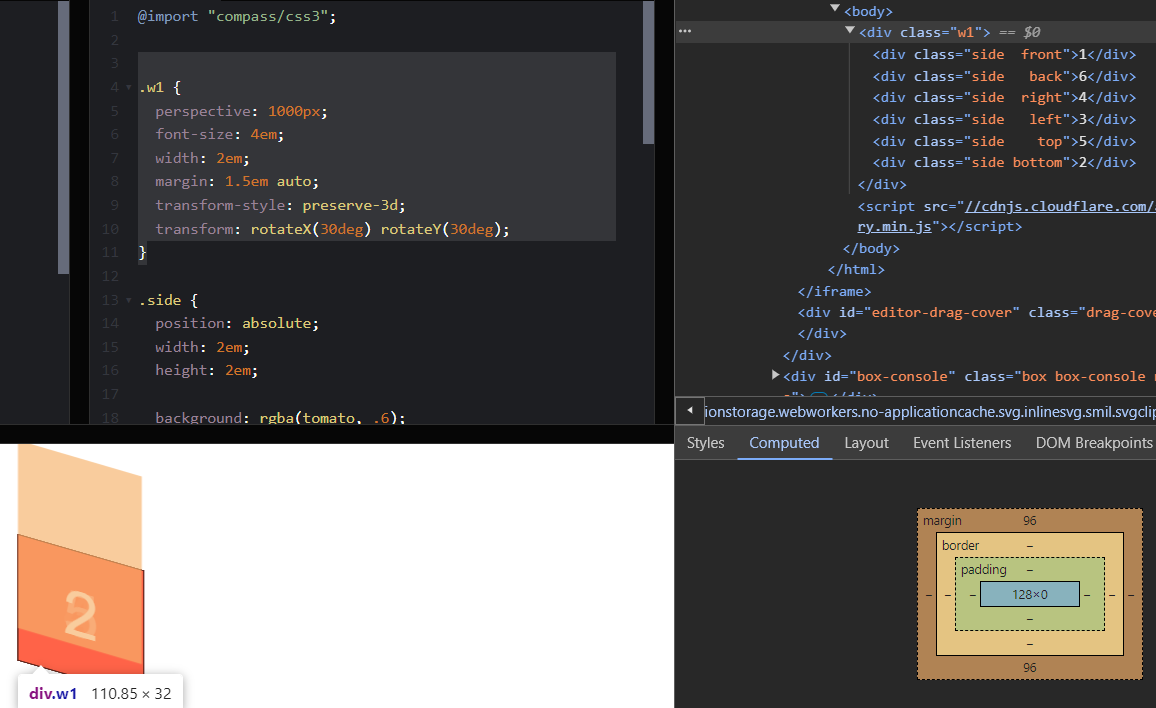 1 @import "compass/css3";
2
3
4 .w1 {
5 perspective: 1000px;
6 font-size: 4em;
7 width: 2em;
8 margin: 1.5em auto;
9 transform-style: preserve-3d;
10 transform: rotateX(30deg) rotateY(30deg);
11 }
12
13 .side {
14 position: absolute;
15 width: 2em;
16 height: 2em;
17
18 background: rgba(tomato, .6);
2
div.w1 110.85 × 32
<body>
••• <div class="w1"> == $0
<div class="side  front">1</div>
<div class="side   back">6</div>
<div class="side  right">4</div>
<div class="side   left">3</div>
<div class="side    top">5</div>
<div class="side bottom">2</div>
</div>
<script src="//cdnjs.cloudflare.com/
ry.min.js"></script>
</body>
</html>
</iframe>
<div id="editor-drag-cover" class="drag-cove
</div>
</div>
<div id="box-console" class="box box-console
ionstorage.webworkers.no-applicationcache.svg.inlinesvg.smil.svgclip
Styles Computed Layout Event Listeners DOM Breakpoints
margin 96
border –
padding –
– – – 128×0 – – –
–
–
96